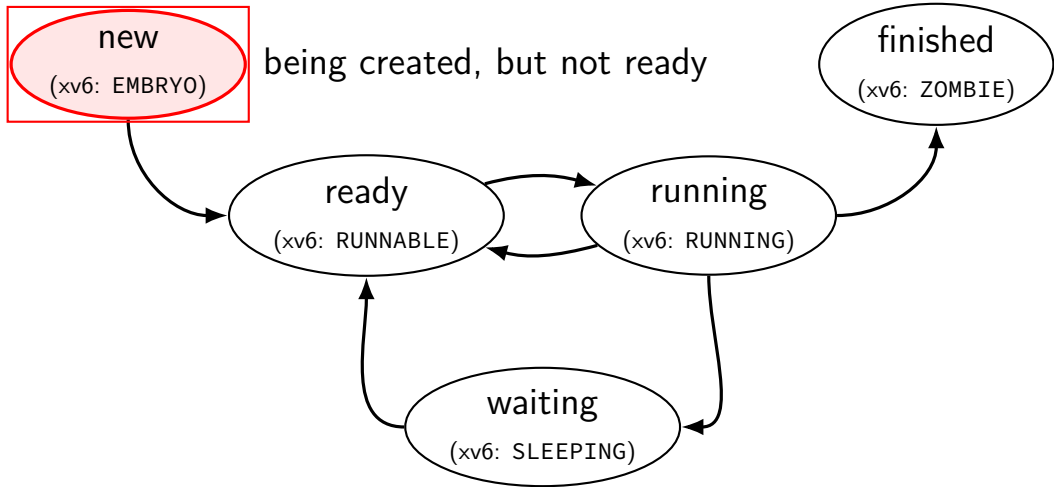 new
(xv6: EMBRYO)
being created, but not ready
finished
(xv6: ZOMBIE)
ready
(xv6: RUNNABLE)
running
(xv6: RUNNING)
waiting
(xv6: SLEEPING)